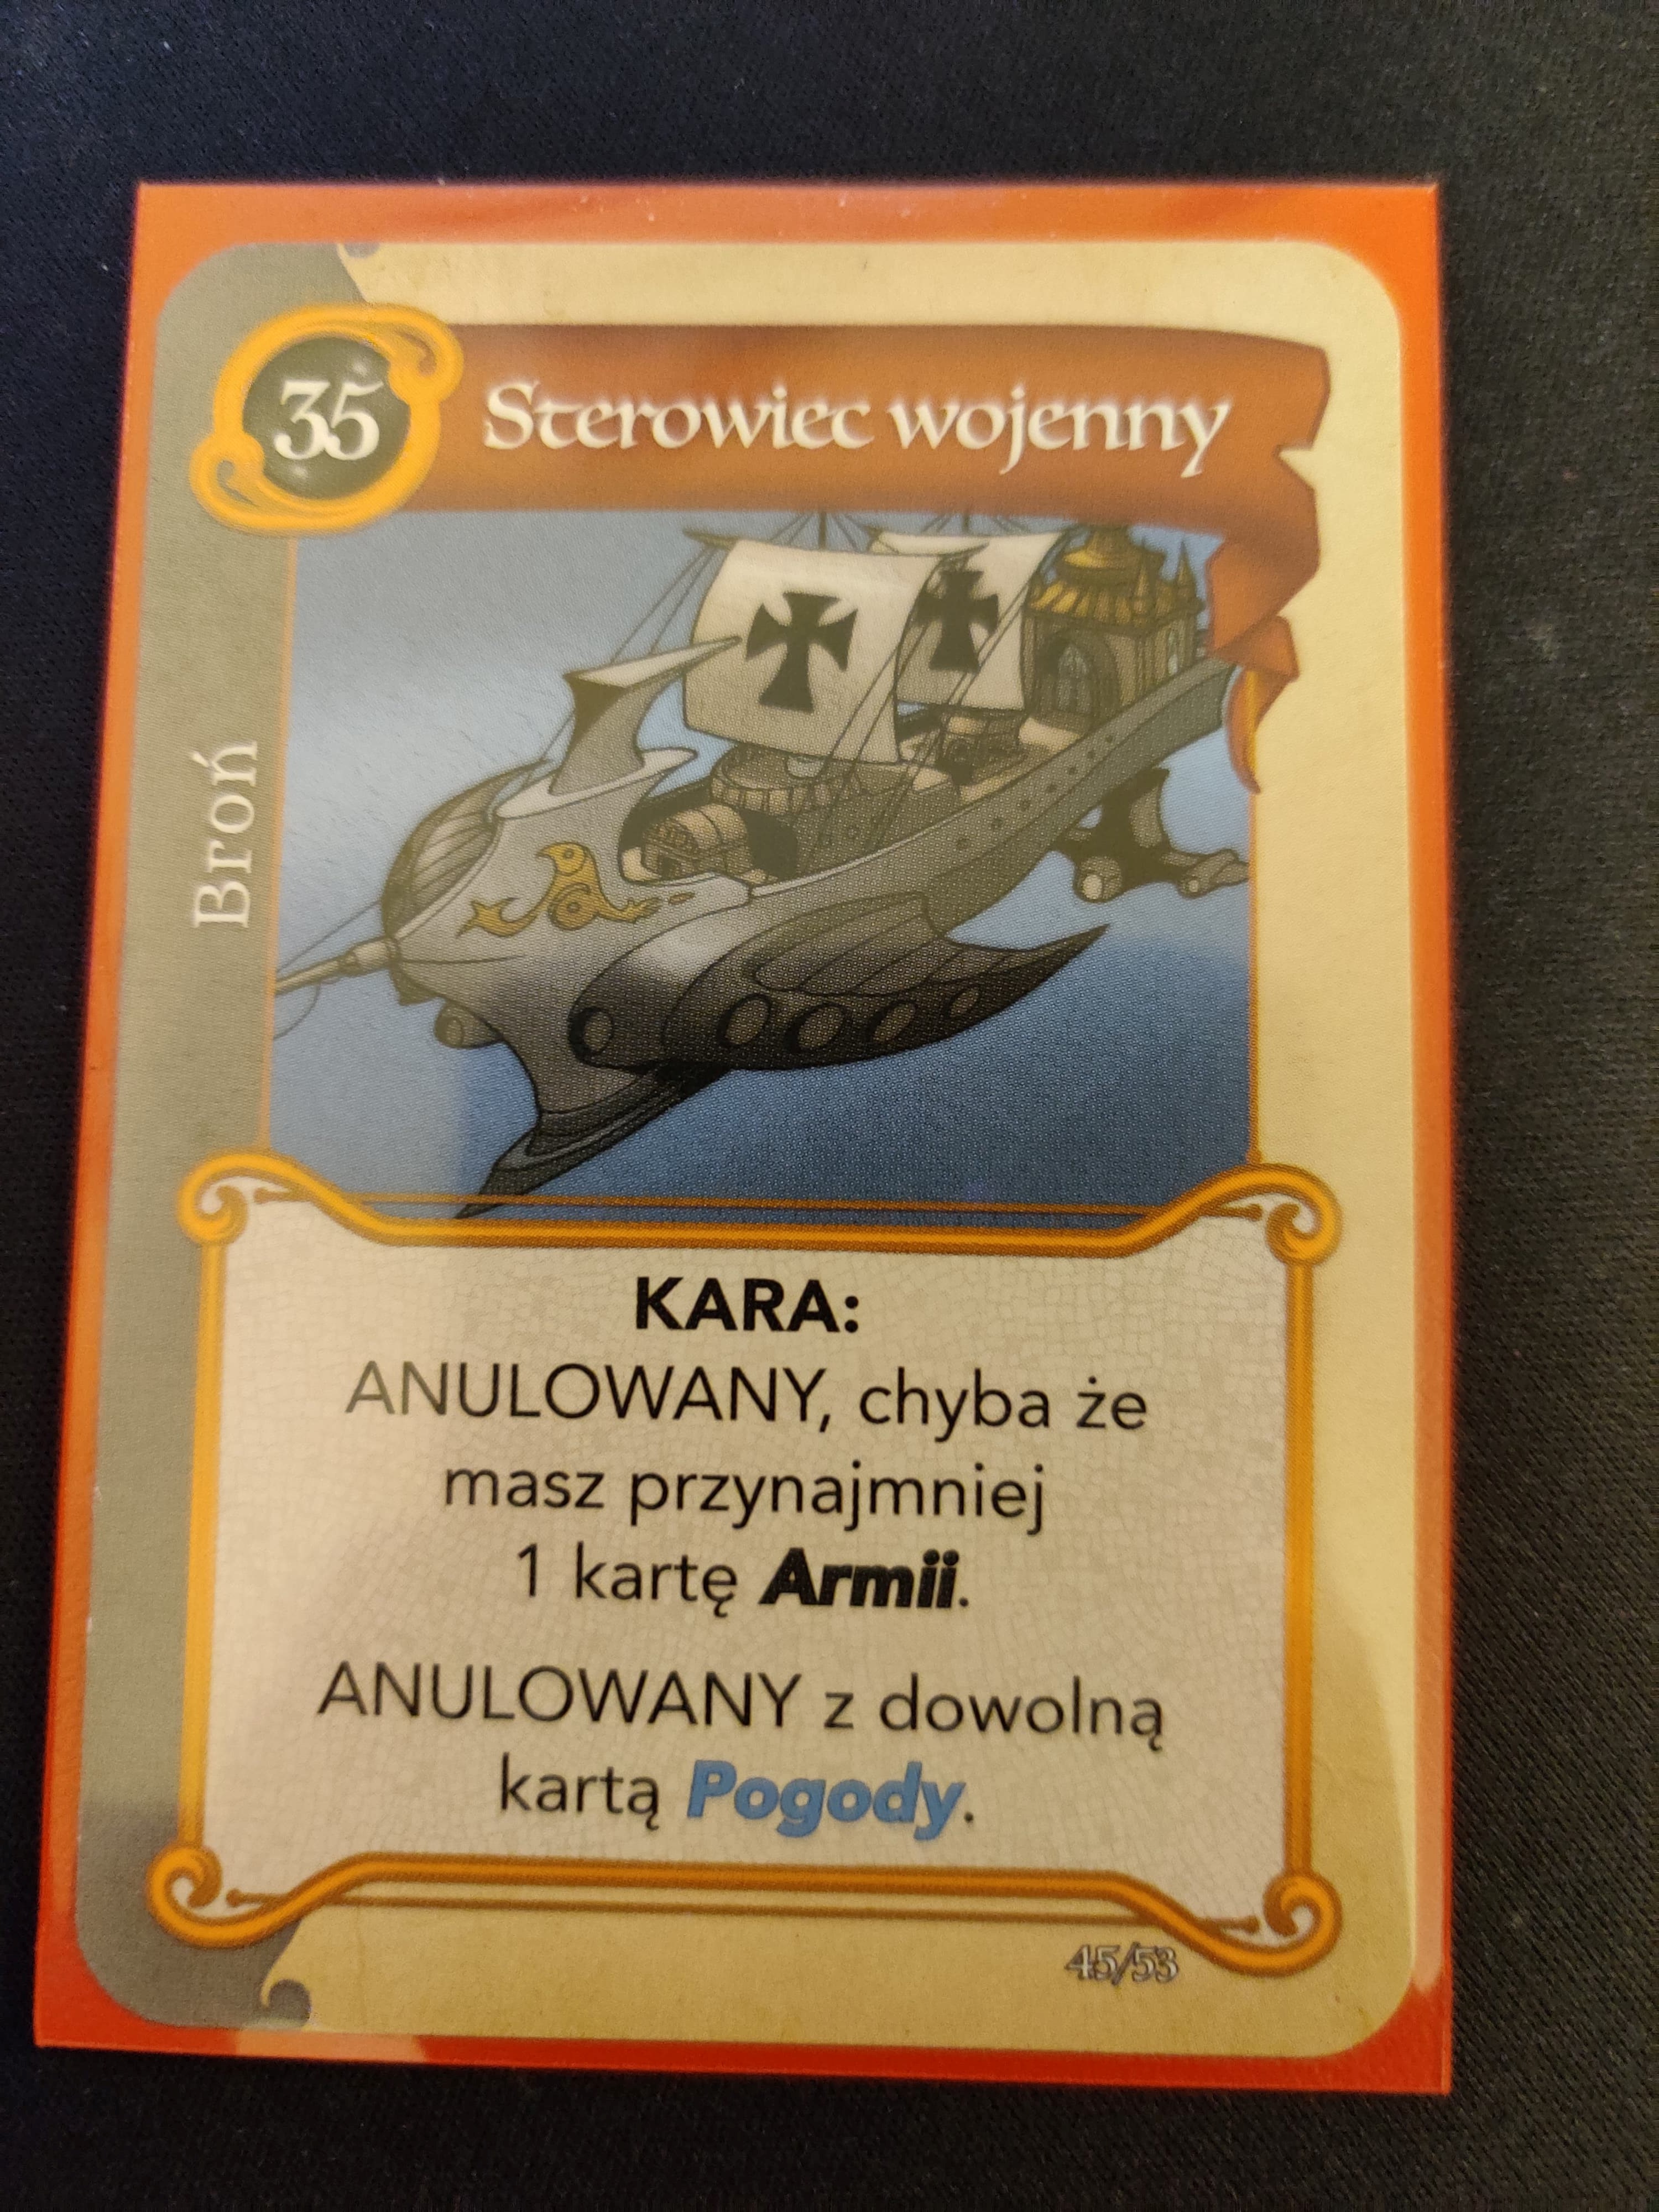 35
Sterowiec wojenny
Broń
KARA:
ANULOWANY, chyba że
masz przynajmniej
1 kartę Armii.
ANULOWANY z dowolną
kartą Pogody.
45/53